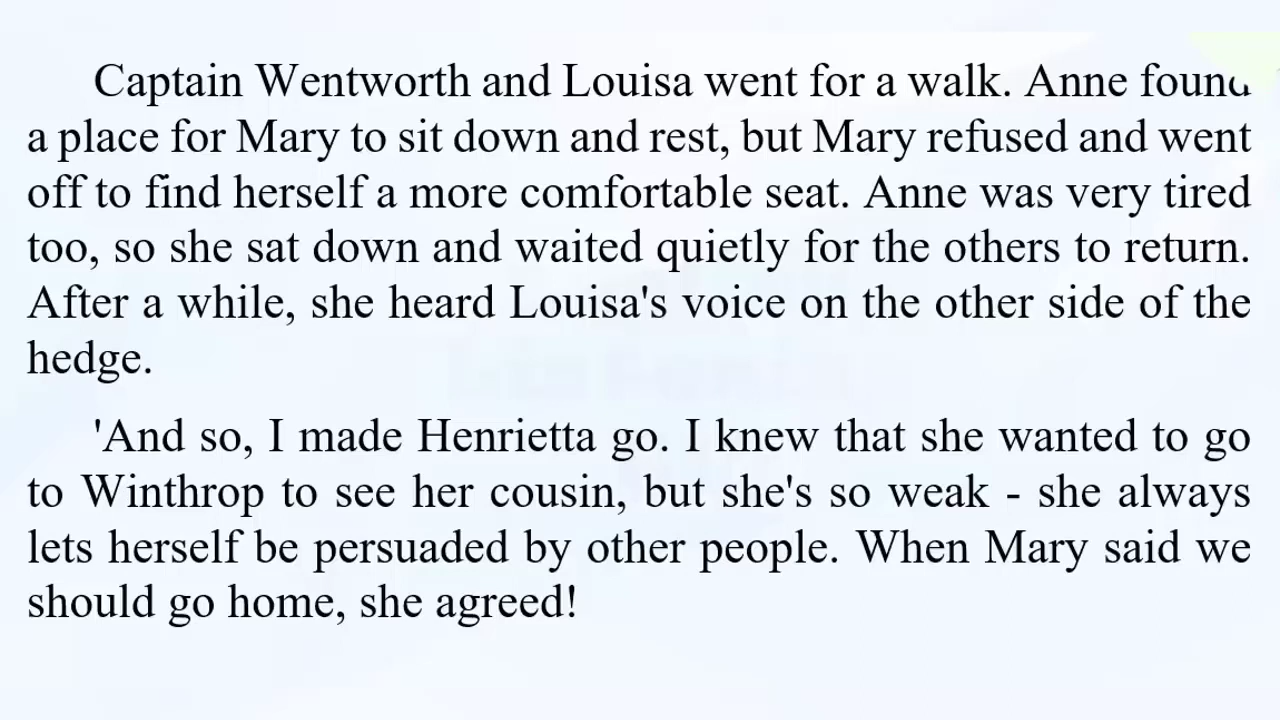 Captain Wentworth and Louisa went for a walk. Anne found
a place for Mary to sit down and rest, but Mary refused and went
off to find herself a more comfortable seat. Anne was very tired
too, so she sat down and waited quietly for the others to return.
After a while, she heard Louisa's voice on the other side of the
hedge.
'And so, I made Henrietta go. I knew that she wanted to go
to Winthrop to see her cousin, but she's so weak - she always
lets herself be persuaded by other people. When Mary said we
should go home, she agreed!